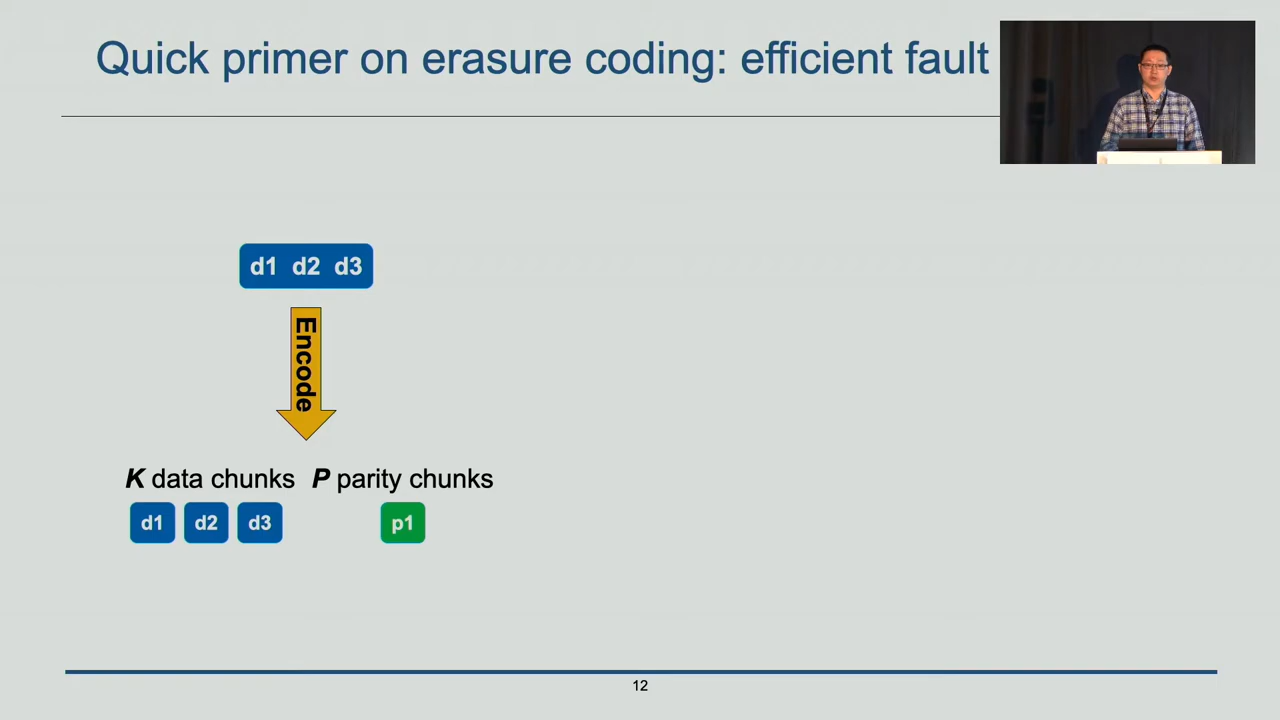 Quick primer on erasure coding: efficient fault
d1 d2 d3
Encode
K data chunks P parity chunks
d1 d2 d3 p1
12